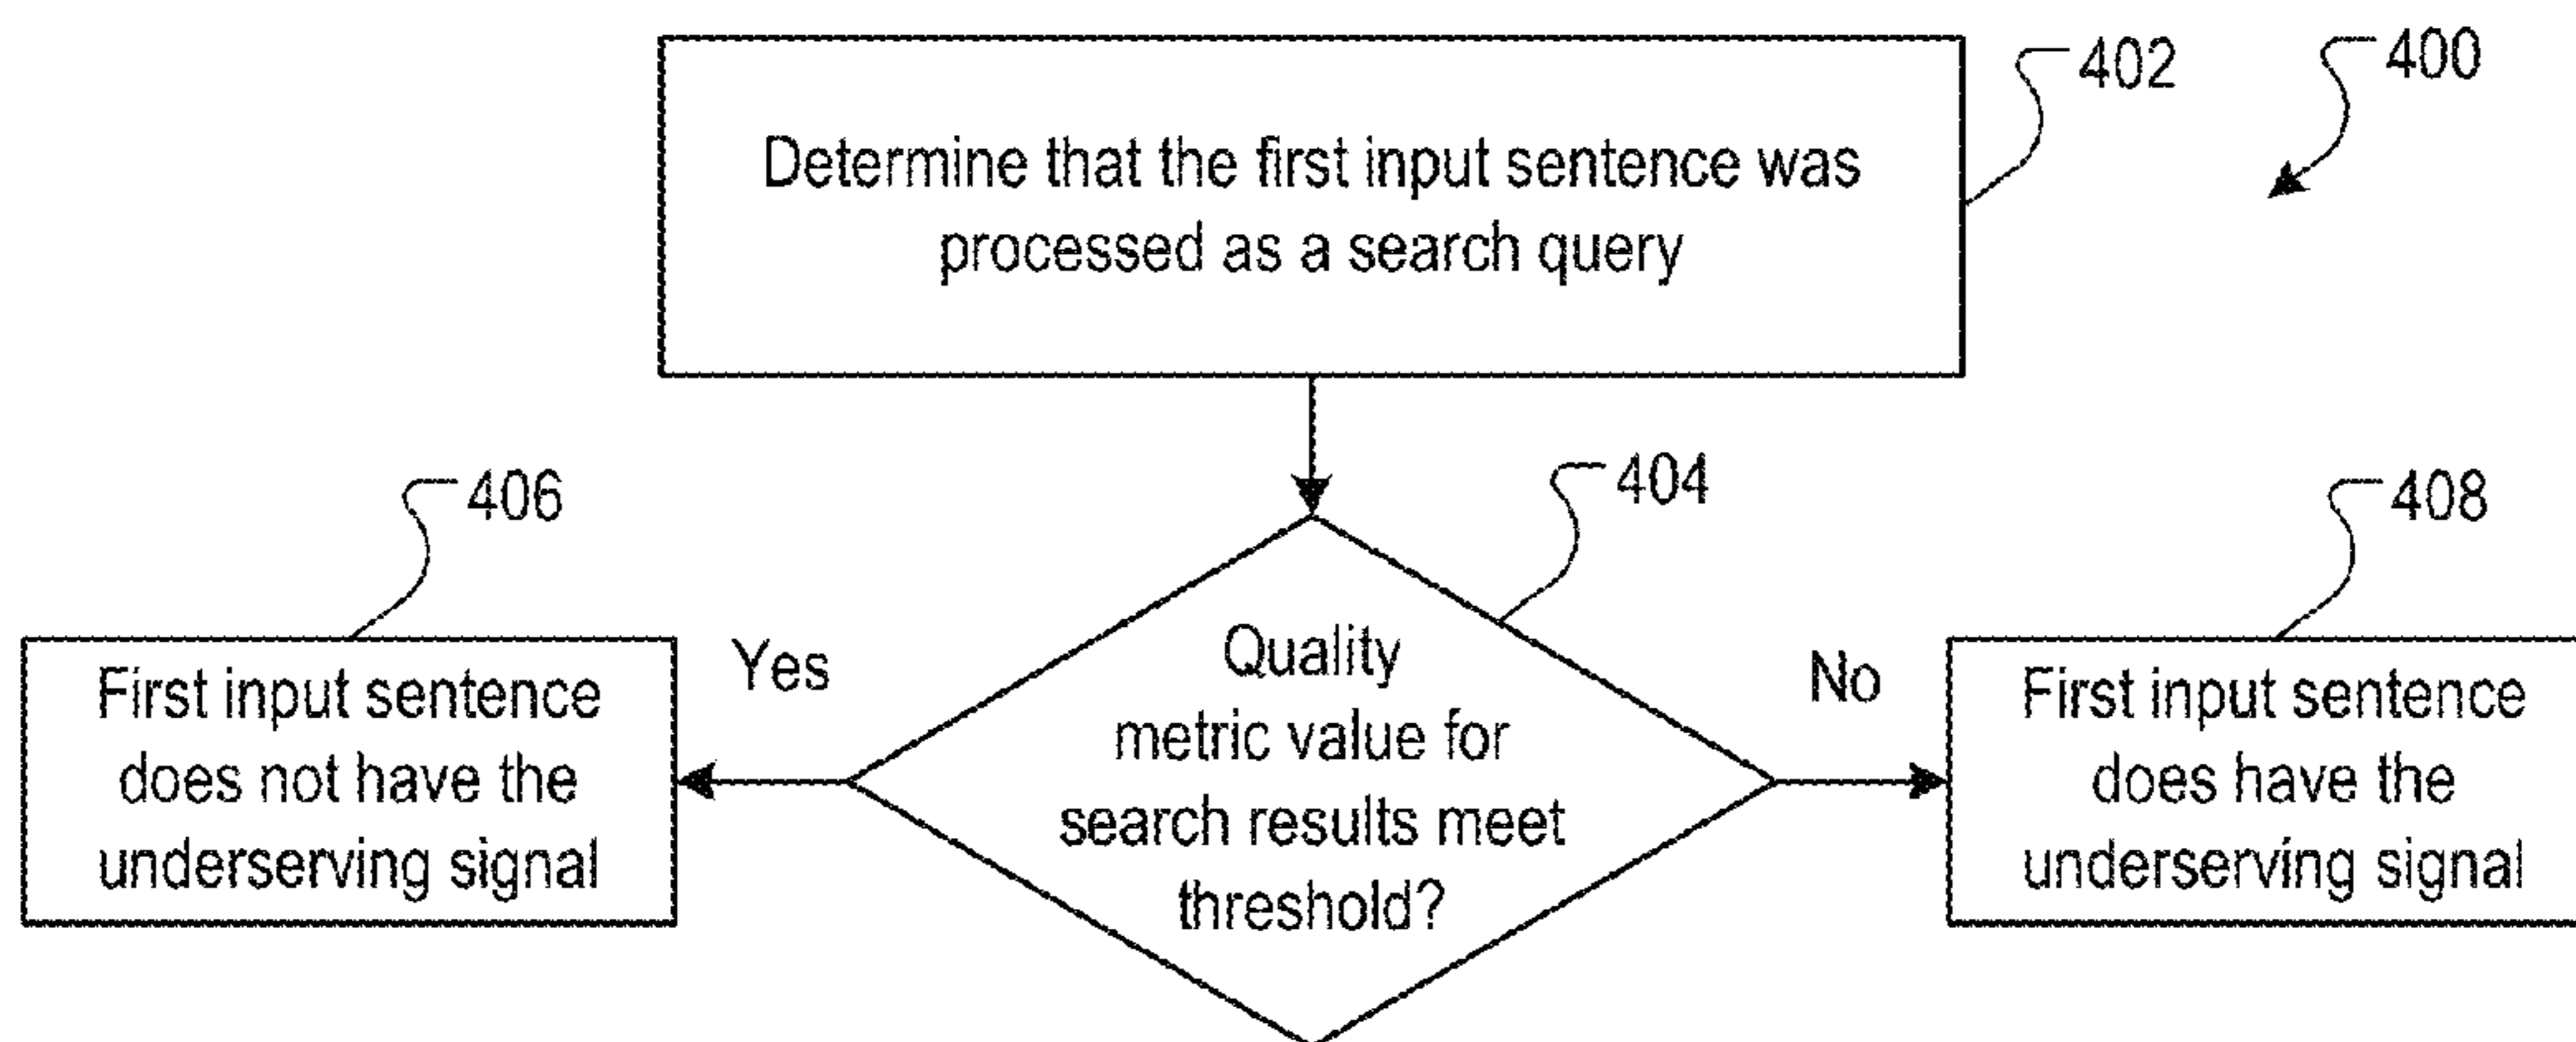 402
400
Determine that the first input sentence was
processed as a search query
404
406
408
Yes
No
First input sentence
does not have the
underserving signal
Quality
metric value for
search results meet
threshold?
First input sentence
does have the
underserving signal